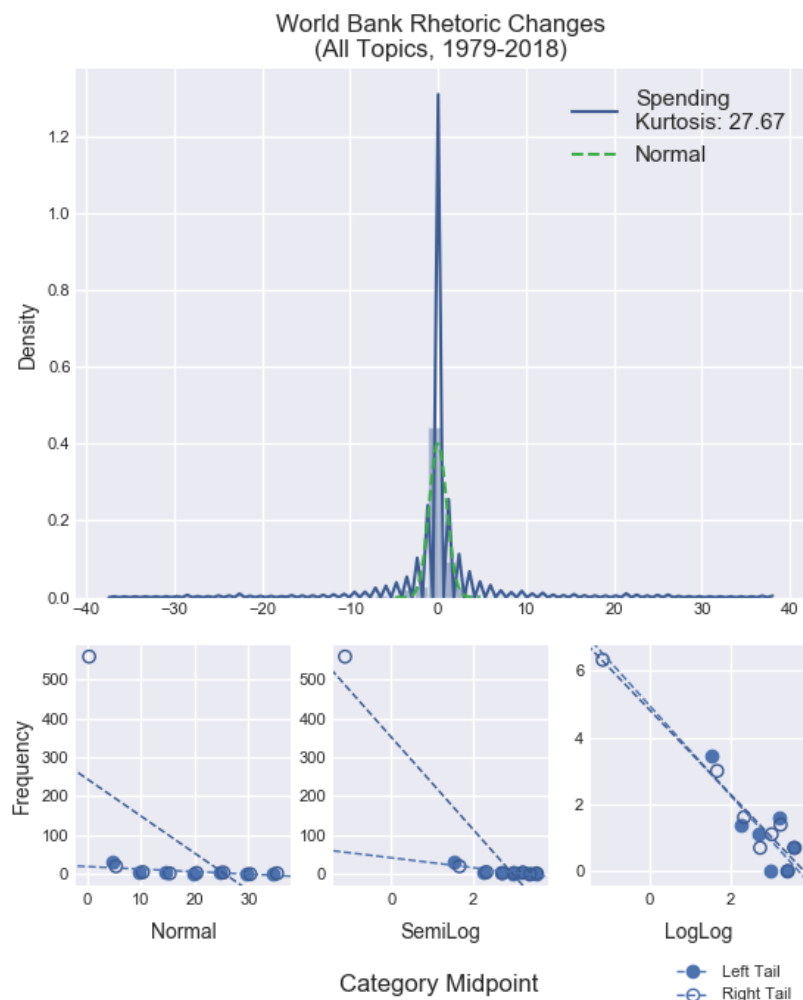 World Bank Rhetoric Changes
(All Topics, 1979-2018)
Spending
Kurtosis: 27.67
Normal
Density
1.2
1.0
0.8
0.6
0.4
0.2
0.0
−40 −30 −20 −10 0 10 20 30 40
Frequency
500
400
300
200
100
0
0 10 20 30
Normal
500
400
300
200
100
0
0 2
SemiLog
6
4
2
0
0 2
LogLog
Category Midpoint
Left Tail
Right Tail